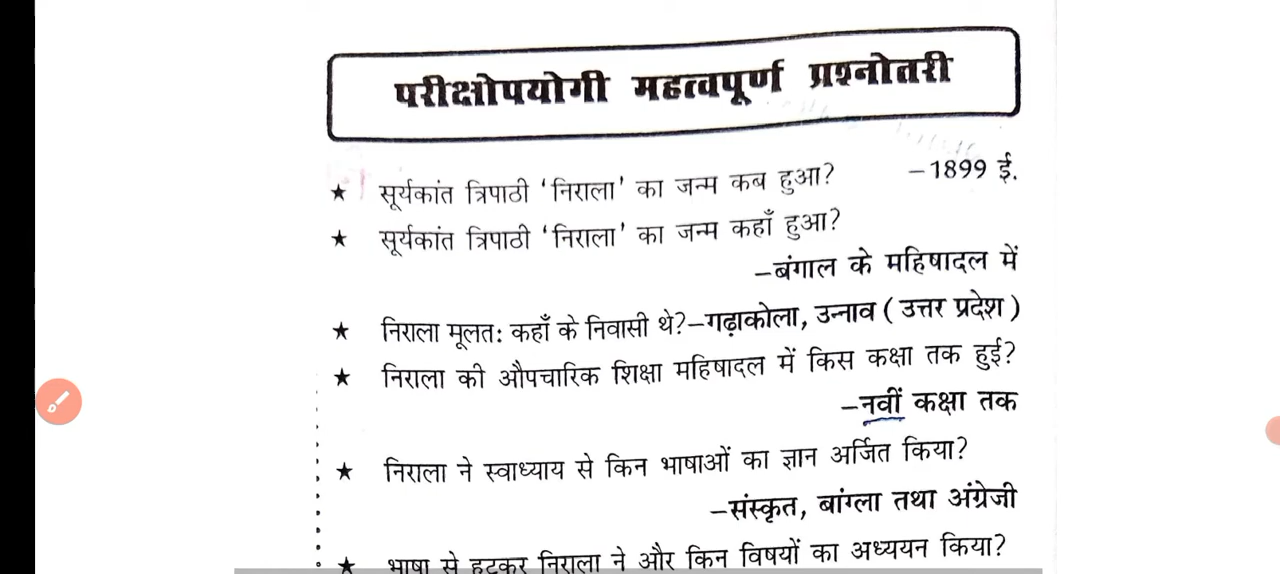 परीक्षोपयोगी महत्वपूर्ण प्रश्नोतरी
★ सूर्यकांत त्रिपाठी ‘निराला’ का जन्म कब हुआ? –1899 ई.
★ सूर्यकांत त्रिपाठी ‘निराला’ का जन्म कहाँ हुआ?
–बंगाल के महिषादल में
★ निराला मूलतः कहाँ के निवासी थे?–गढ़ाकोला, उन्नाव ( उत्तर प्रदेश )
★ निराला की औपचारिक शिक्षा महिषादल में किस कक्षा तक हुई?
–नवीं कक्षा तक
★ निराला ने स्वाध्याय से किन भाषाओं का ज्ञान अर्जित किया?
–संस्कृत, बांग्ला तथा अंग्रेजी
★ भाषा से हटकर निराला ने और किन विषयों का अध्ययन किया?